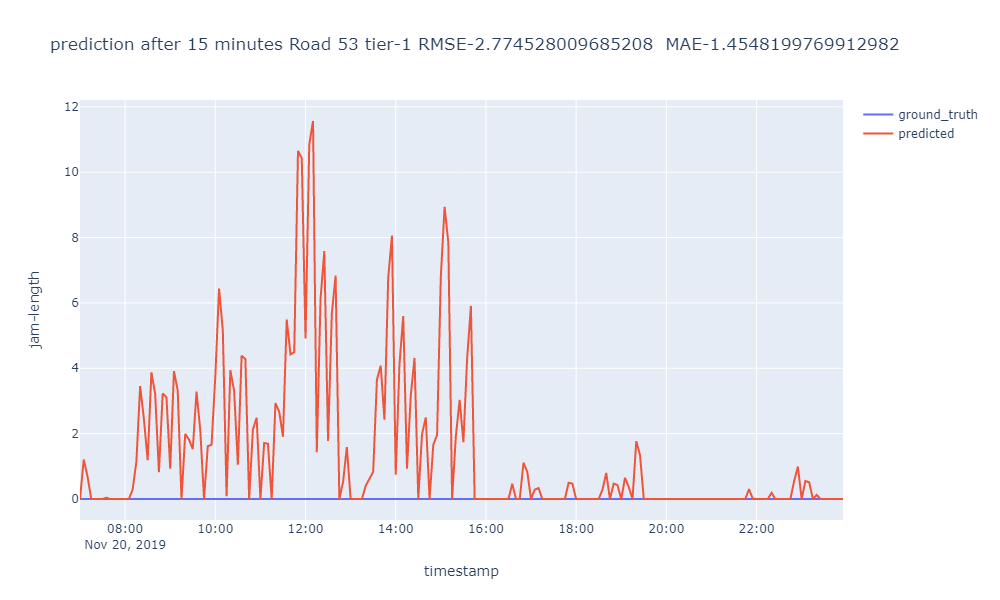 prediction after 15 minutes Road 53 tier-1 RMSE-2.774528009685208  MAE-1.4548199769912982
ground_truth
predicted
12
10
8
6
4
2
0
jam-length
08:00 10:00 12:00 14:00 16:00 18:00 20:00 22:00
Nov 20, 2019
timestamp